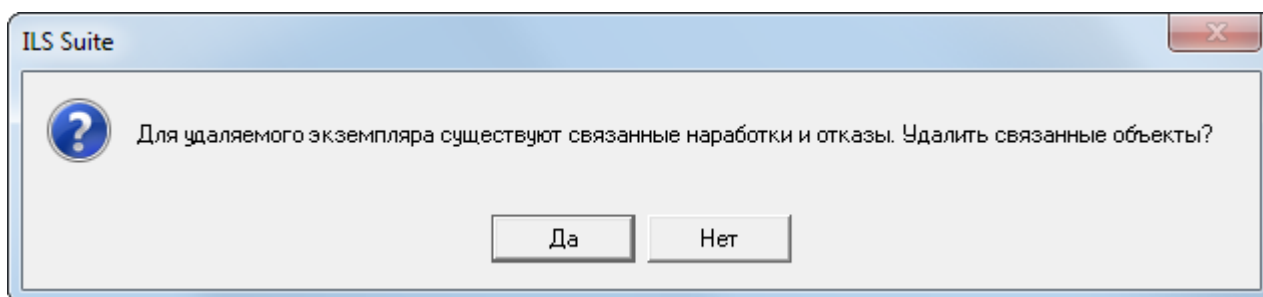 ILS Suite
Для удаляемого экземпляра существуют связанные наработки и отказы. Удалить связанные объекты?
Да
Нет